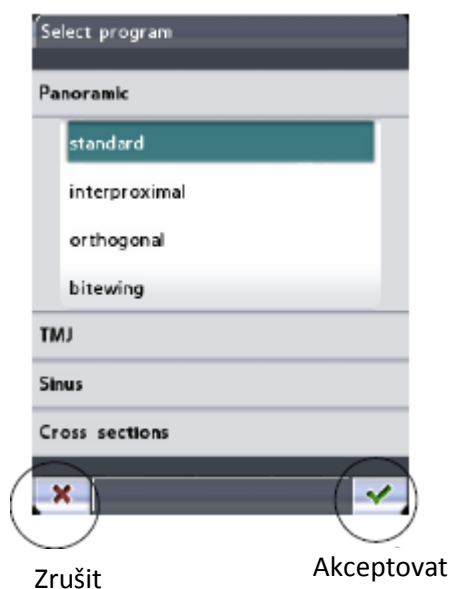 Select program
Panoramic
standard
interproximal
orthogonal
bitewing
TMJ
Sinus
Cross sections
Zrušit
Akceptovat